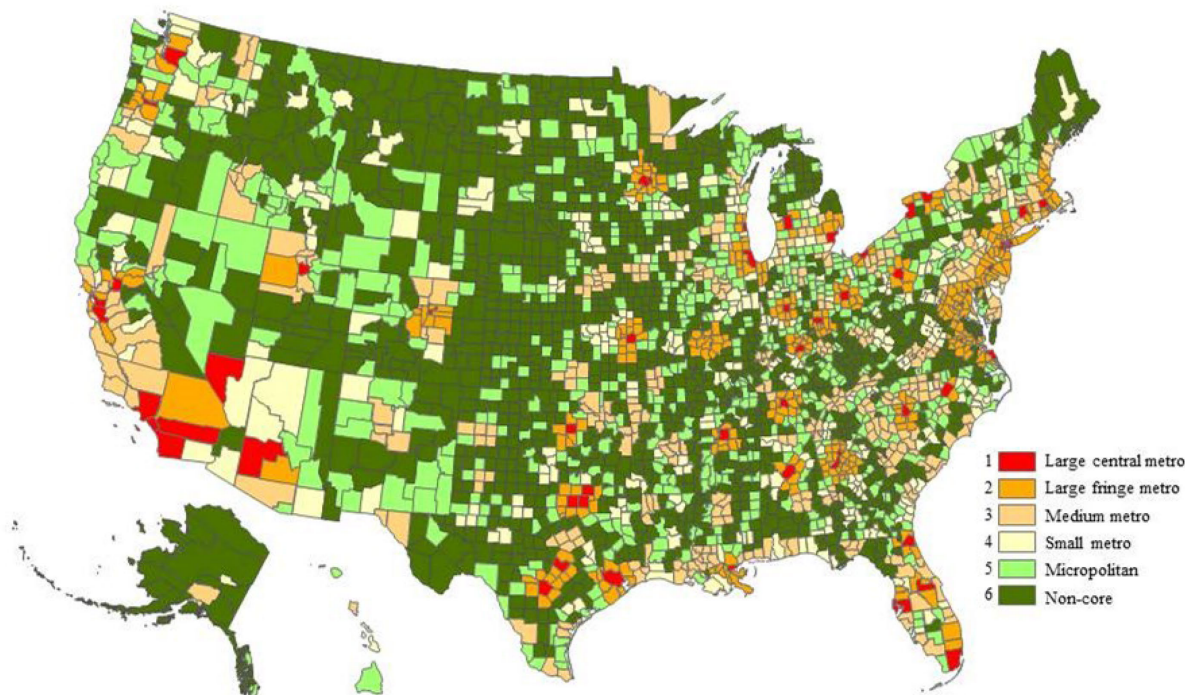 1 Large central metro
2 Large fringe metro
3 Medium metro
4 Small metro
5 Micropolitan
6 Non-core